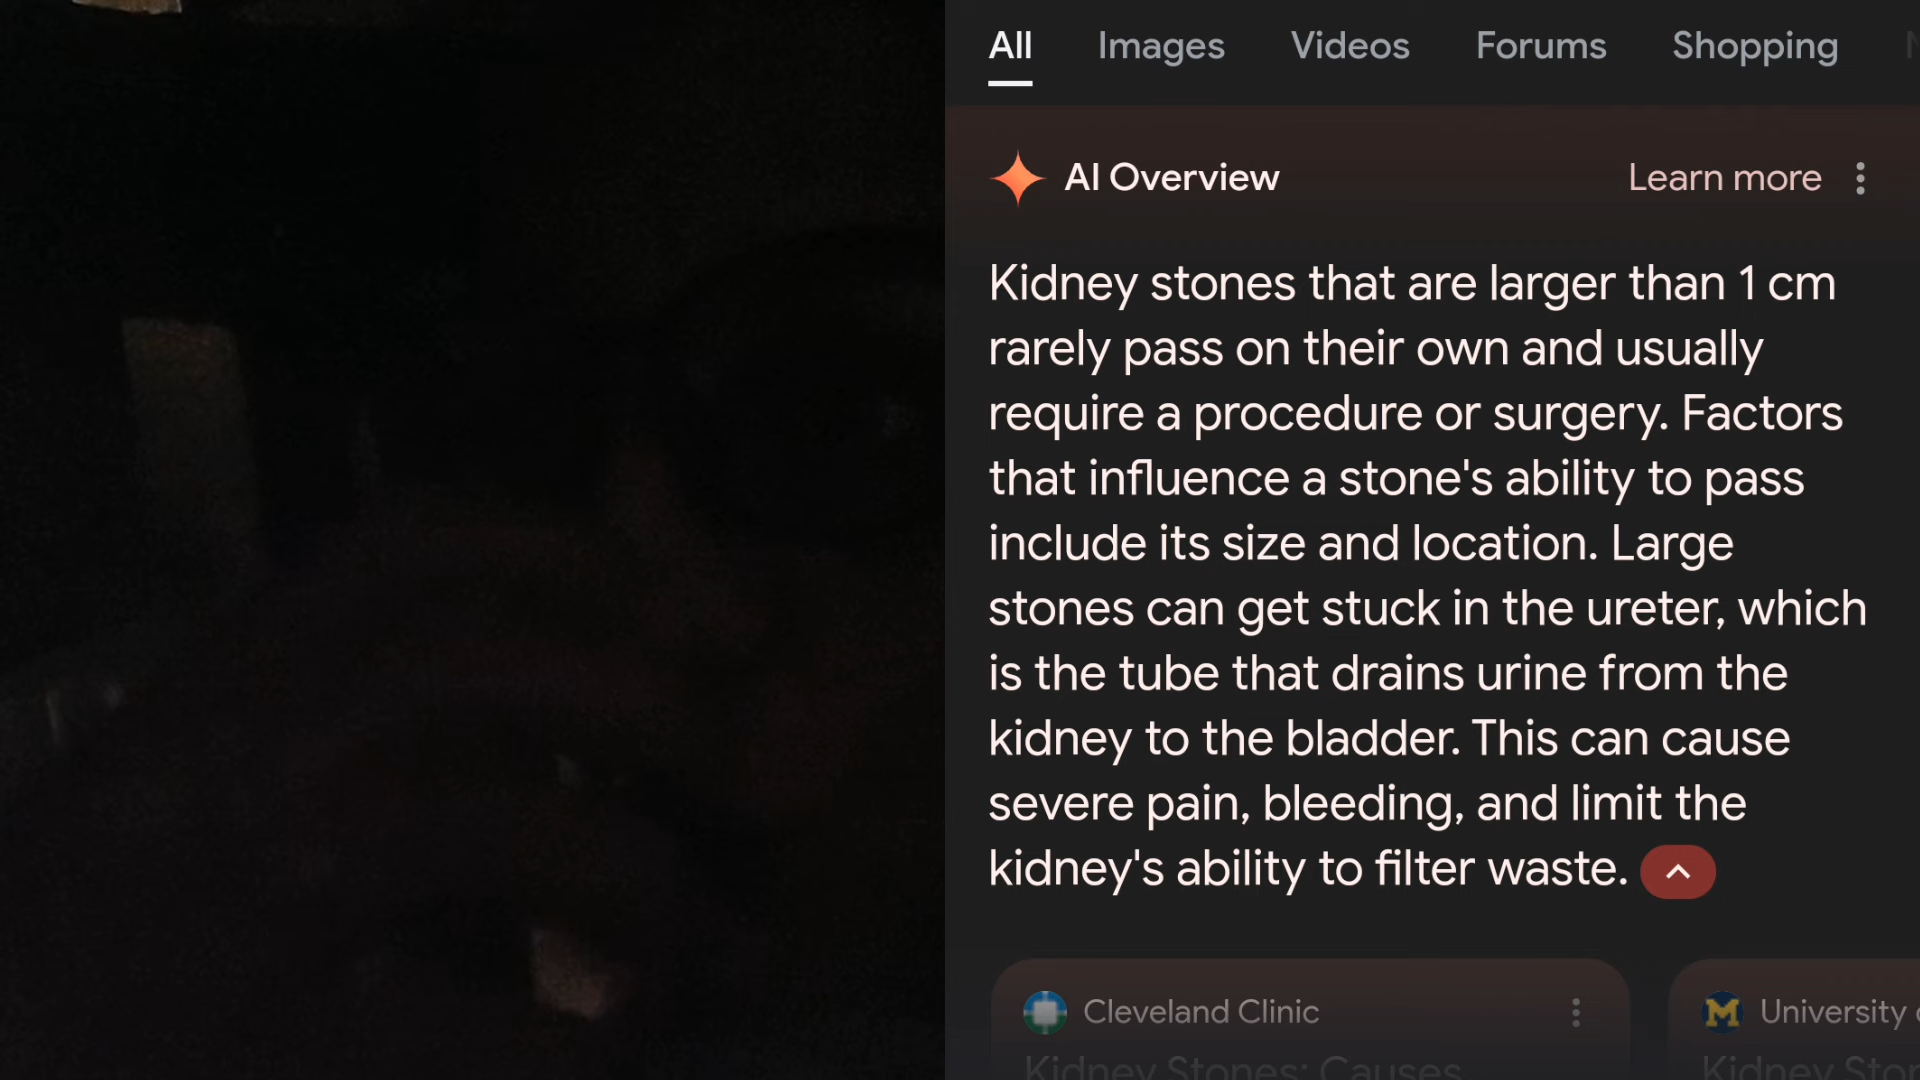 All Images Videos Forums Shopping
AI Overview Learn more
Kidney stones that are larger than 1 cm
rarely pass on their own and usually
require a procedure or surgery. Factors
that influence a stone's ability to pass
include its size and location. Large
stones can get stuck in the ureter, which
is the tube that drains urine from the
kidney to the bladder. This can cause
severe pain, bleeding, and limit the
kidney's ability to filter waste.
Cleveland Clinic University
Kidney Stones: Causes Kidney